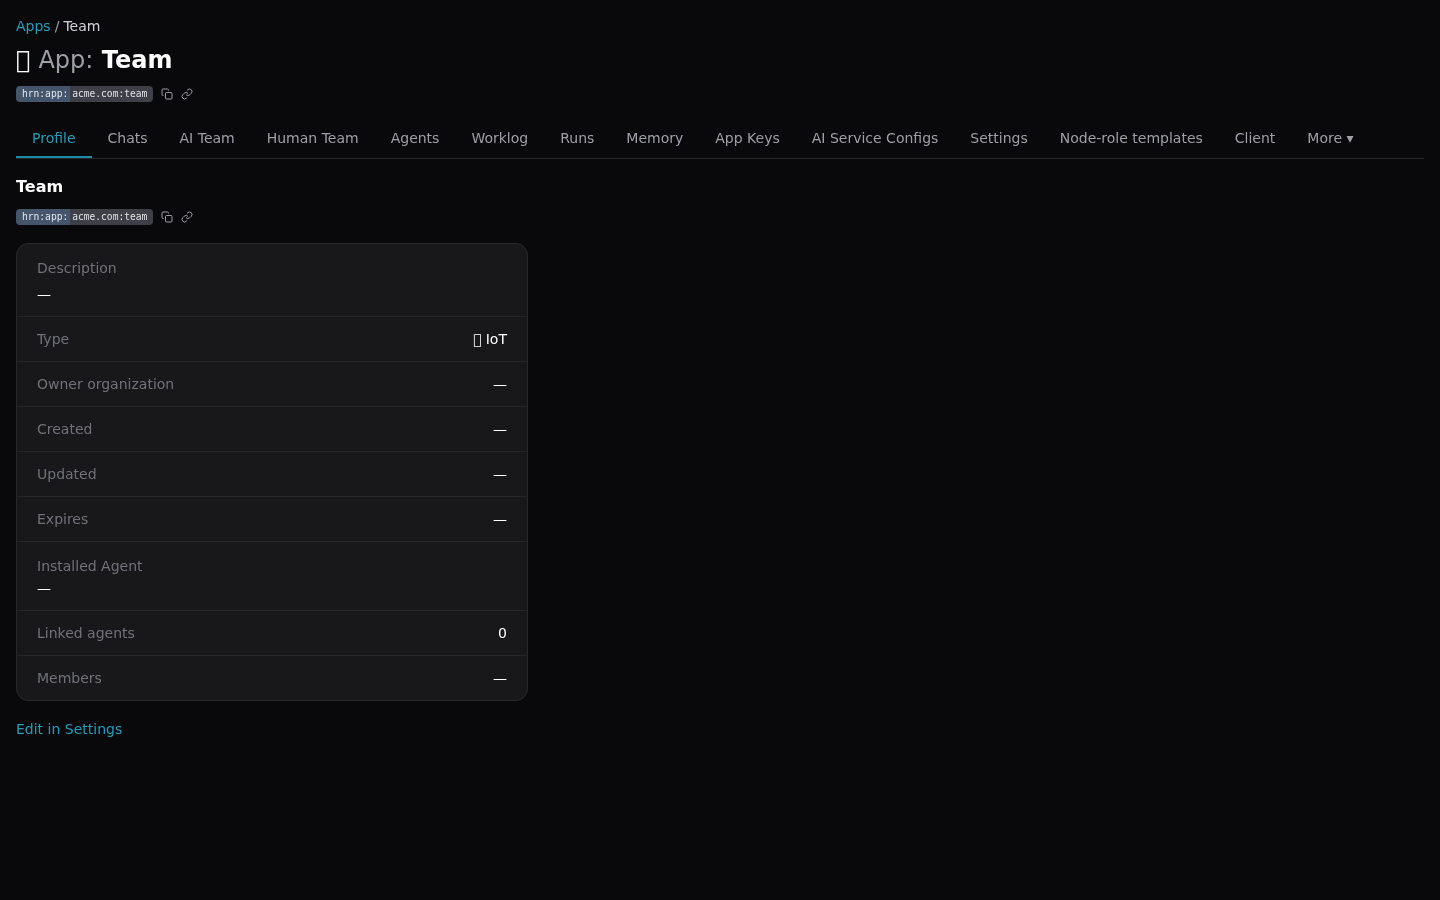 Apps / Team
App: Team
hrn:app: acme.com:team
Profile Chats AI Team Human Team Agents Worklog Runs Memory App Keys AI Service Configs Settings Node-role templates Client More ▾
Team
hrn:app: acme.com:team
Description
—
Type IoT
Owner organization —
Created —
Updated —
Expires —
Installed Agent
—
Linked agents 0
Members —
Edit in Settings